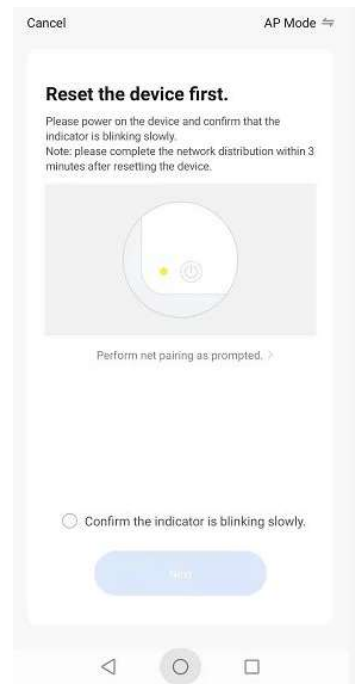 Cancel AP Mode
Reset the device first.
Please power on the device and confirm that the
indicator is blinking slowly.
Note: please complete the network distribution within 3
minutes after resetting the device.
Perform net pairing as prompted. >
Confirm the indicator is blinking slowly.
Next